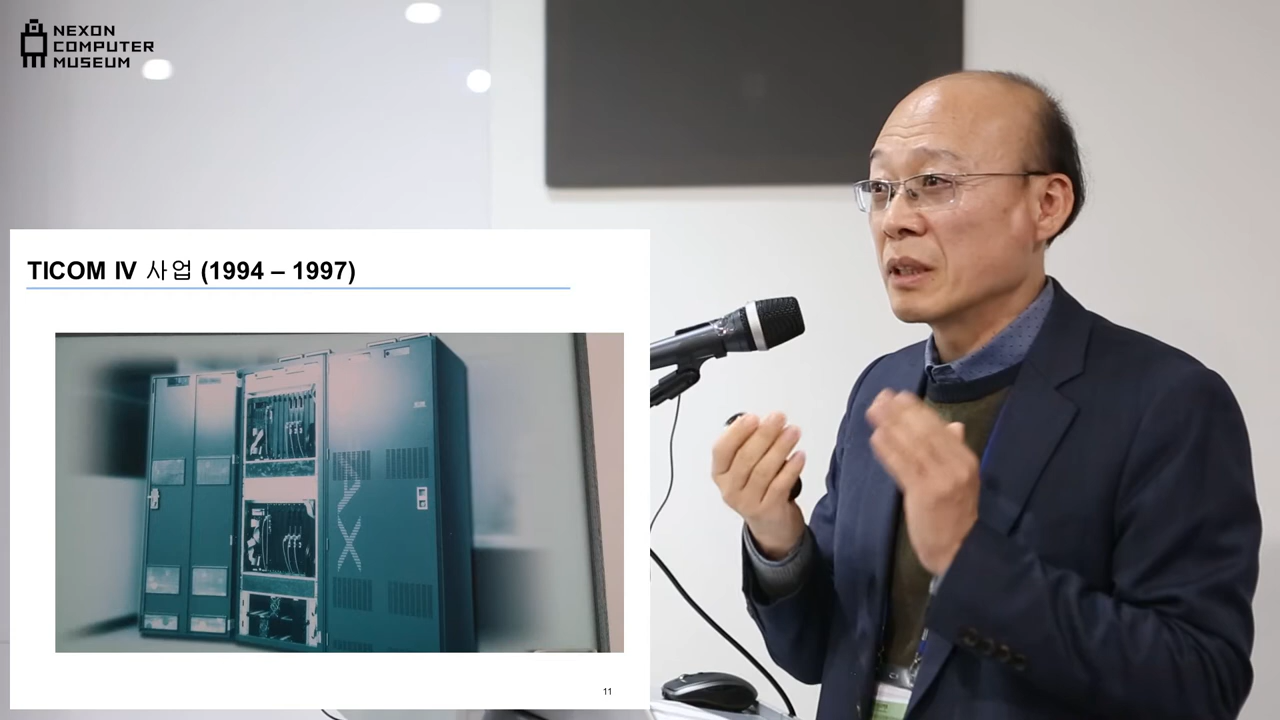 NEXON
COMPUTER
MUSEUM
TICOM IV 사업 (1994 – 1997)
11